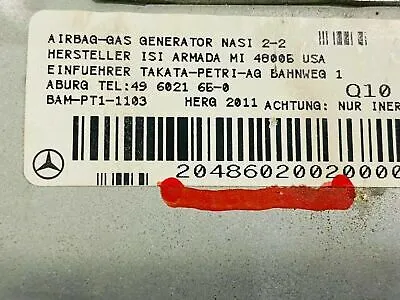 AIRBAG-GAS GENERATOR NASI 2-2
HERSTELLER ISI ARMADA MI 48005 USA
EINFUEHRER TAKATA-PETRI-AG BAHNWEG 1
ABURG TEL:49 6021 65-0 Q10
BAM-PT1-1103 HERG 2011 ACHTUNG: NUR INER
20486020020000